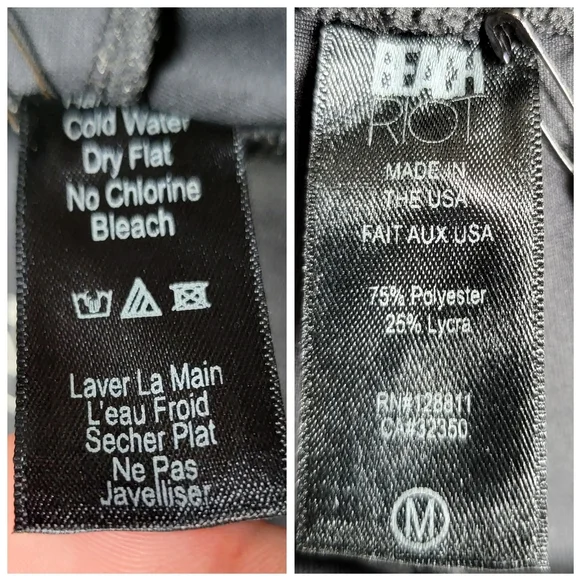 Cold Water
Dry Flat
No Chlorine
Bleach
Laver La Main
L'eau Froid
Secher Plat
Ne Pas
Javelliser
BEACH
RIOT
MADE IN
THE USA
FAIT AUX USA
75% Polyester
25% Lycra
RN#128811
CA#32350
M